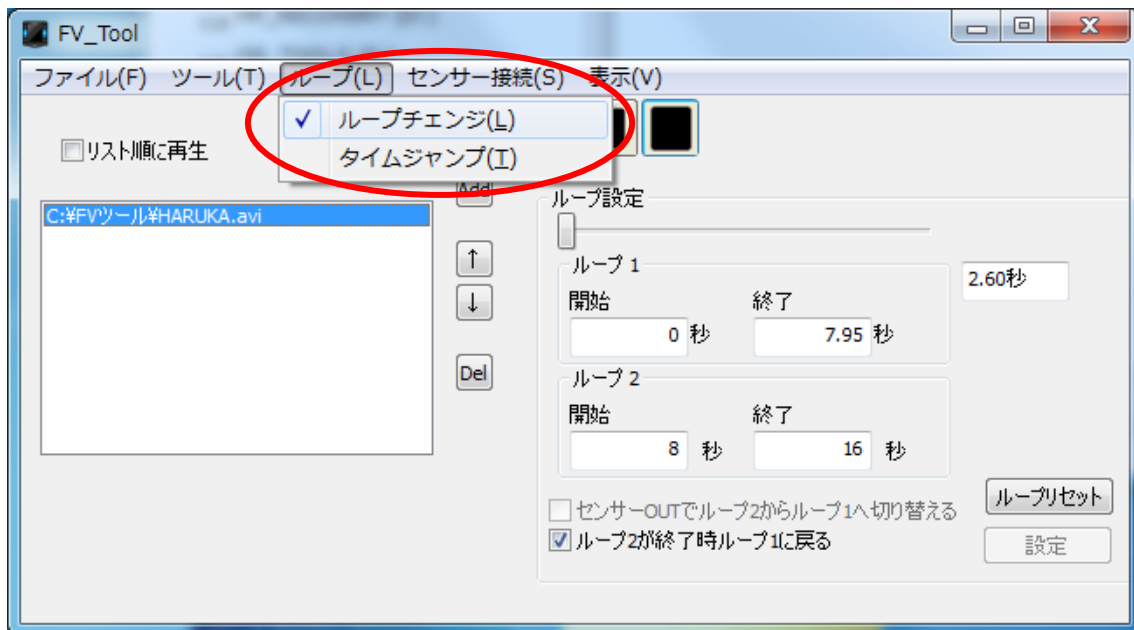 FV_Tool
ファイル(F) ツール(T) ループ(L) センサー接続(S) 表示(V)
ループチェンジ(L)
タイムジャンプ(T)
リスト順に再生
Add
C:¥FVツール¥HARUKA.avi
↑
↓
Del
ループ設定
ループ 1
2.60秒
開始 終了
0 秒 7.95 秒
ループ 2
開始 終了
8 秒 16 秒
センサーOUTでループ2からループ1へ切り替える
ループリセット
ループ2が終了時ループ1に戻る
設定